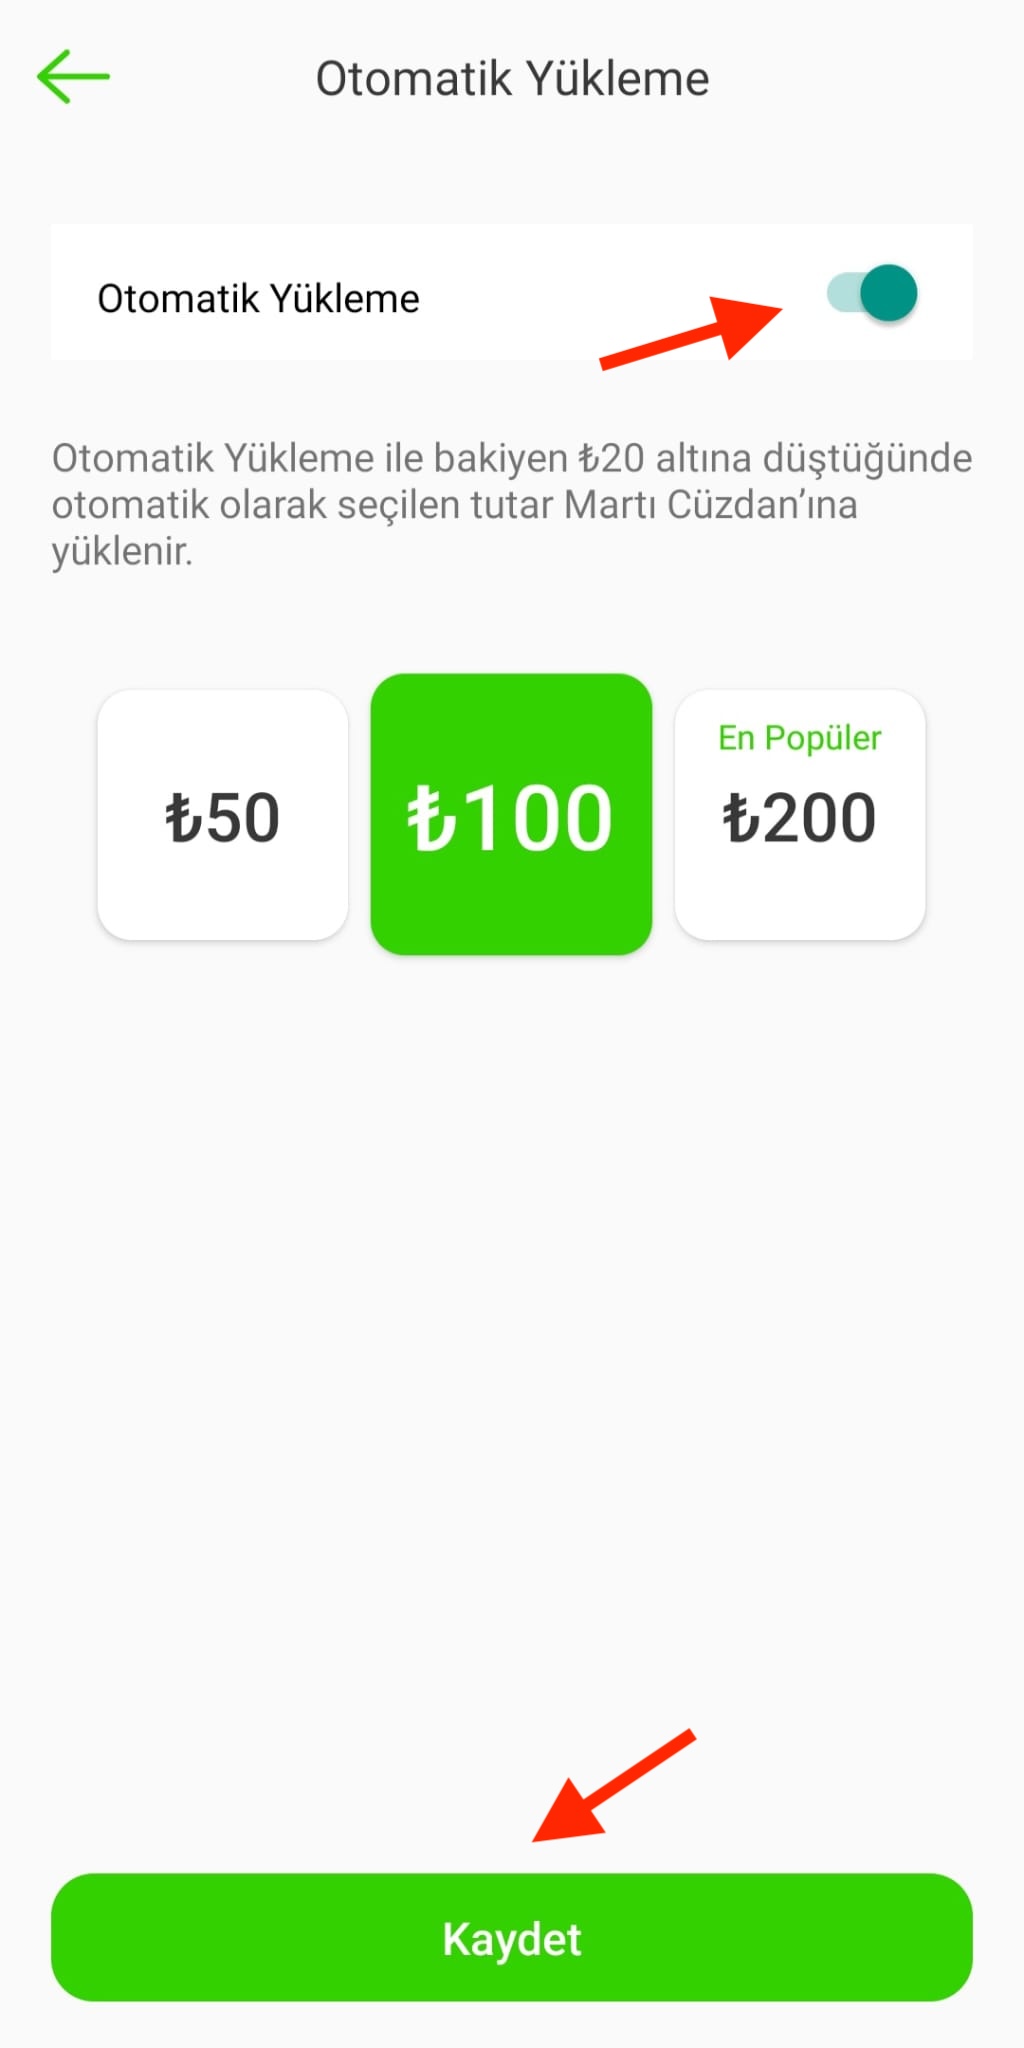 Otomatik Yükleme
Otomatik Yükleme
Otomatik Yükleme ile bakiyen ₺20 altına düştüğünde
otomatik olarak seçilen tutar Martı Cüzdan’ına
yüklenir.
₺50
₺100
En Popüler
₺200
Kaydet